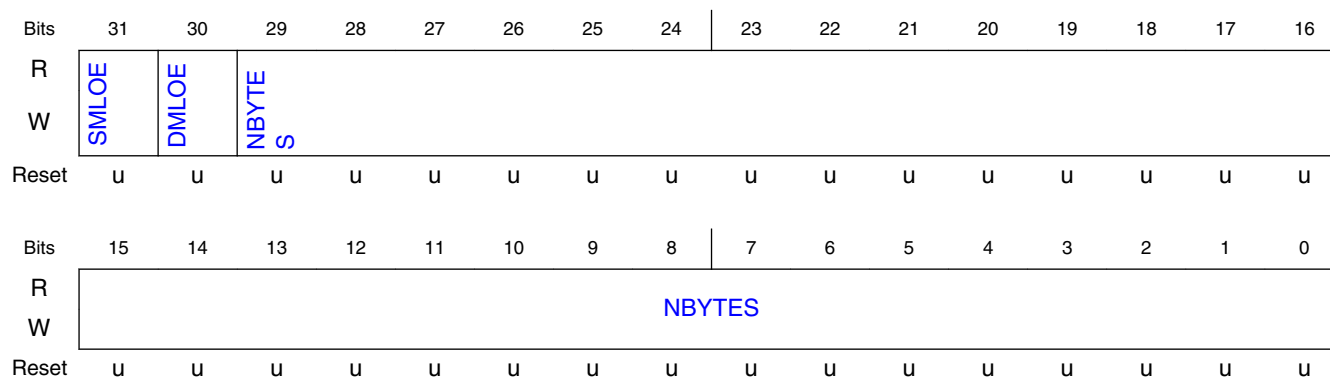 Bits 31 30 29 28 27 26 25 24 23 22 21 20 19 18 17 16
R
SMLOE DMLOE NBYTE
S
W
Reset u u u u u u u u u u u u u u u u
Bits 15 14 13 12 11 10 9 8 7 6 5 4 3 2 1 0
R
NBYTES
W
Reset u u u u u u u u u u u u u u u u